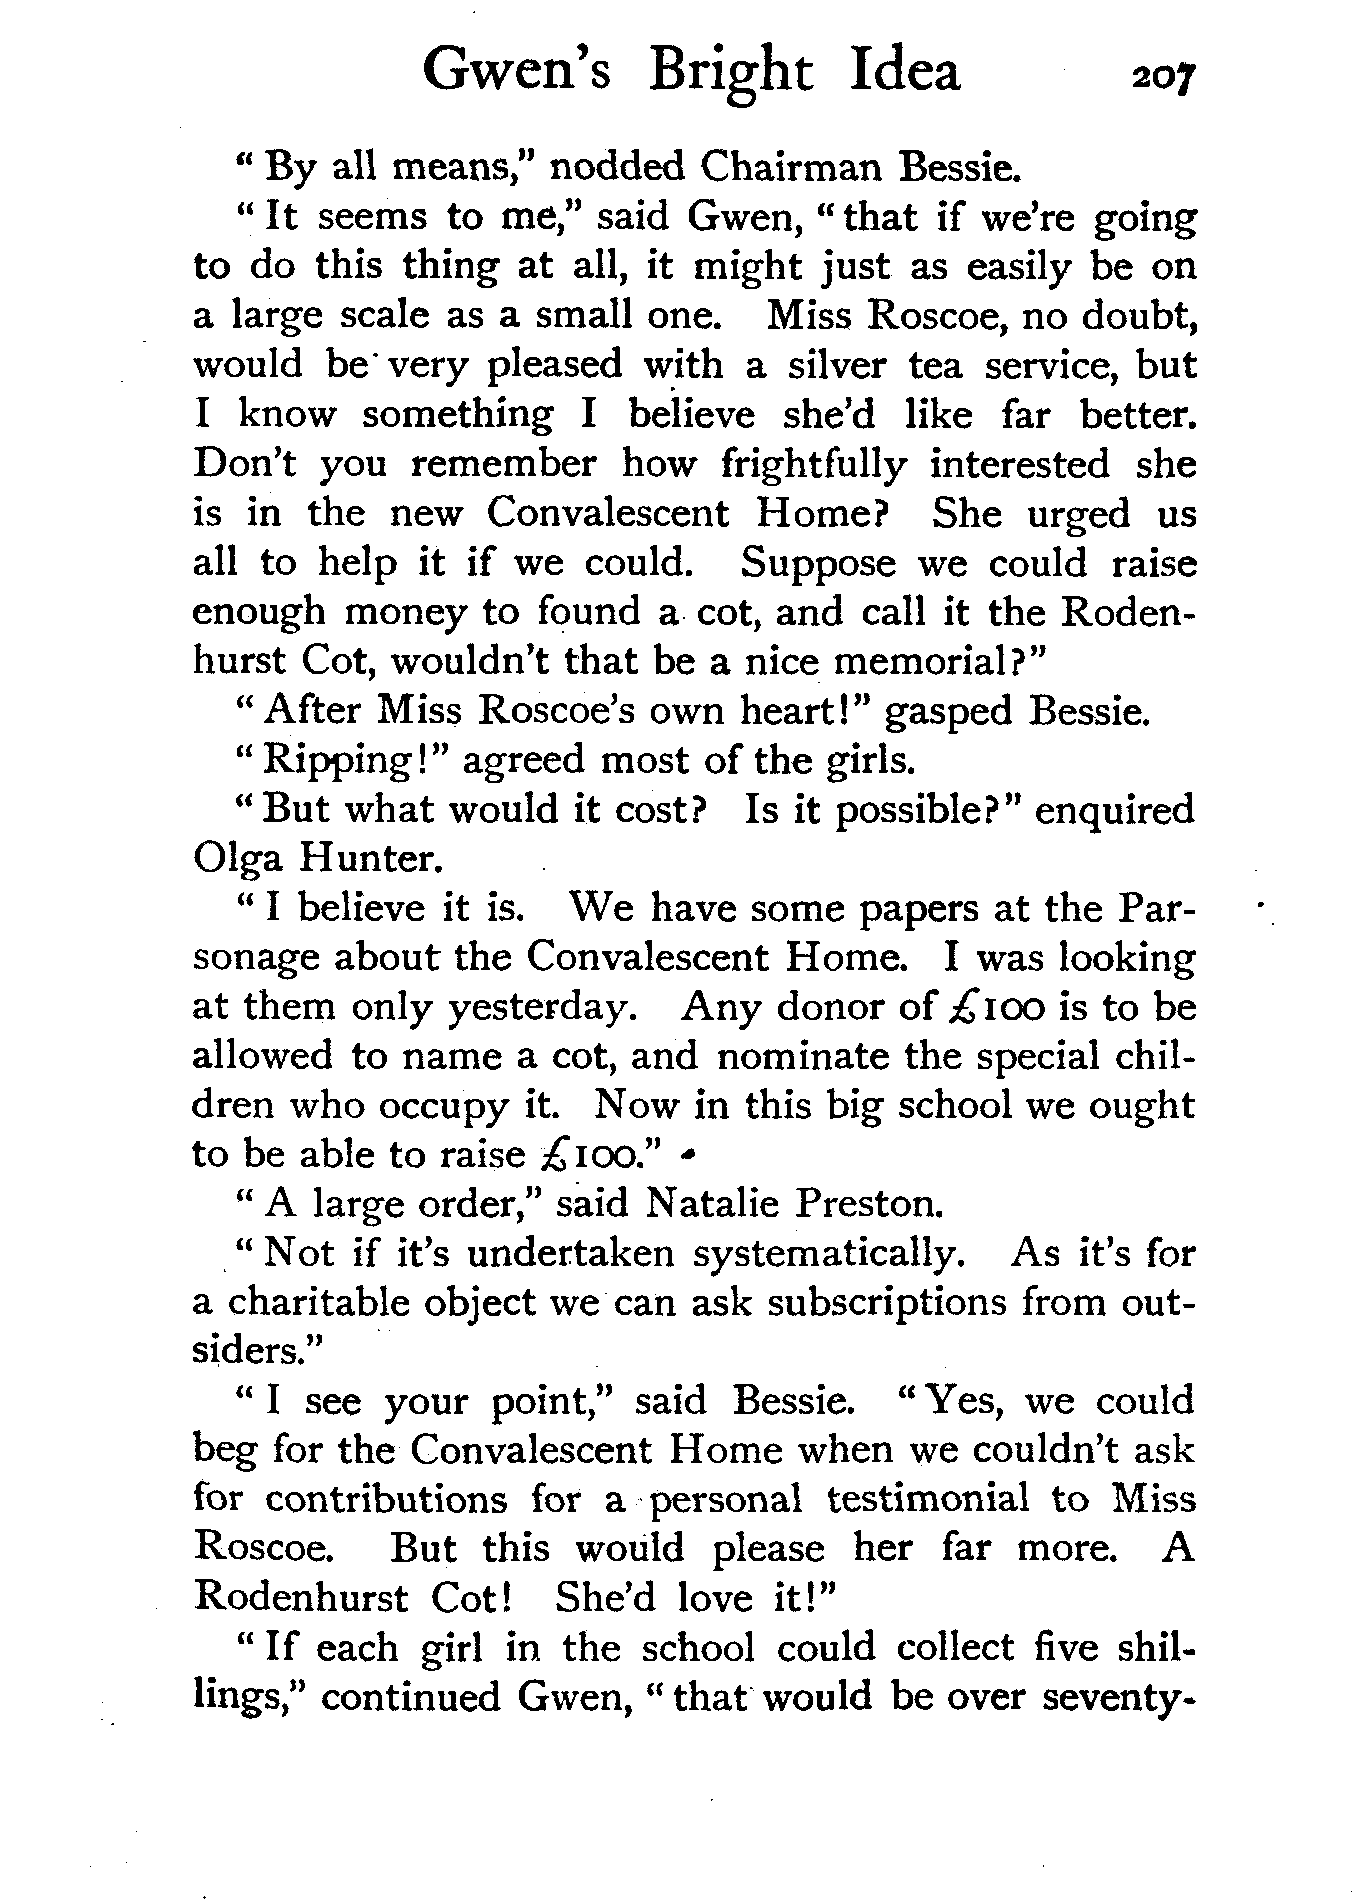 Gwen's Bright Idea 207
" By all means," nodded Chairman Bessie.
" It seems to me," said Gwen, " that if we're going
to do this thing at all, it might just as easily be on
a large scale as a small one. Miss Roscoe, no doubt,
would be very pleased with a silver tea service, but
I know something I believe she'd like far better.
Don't you remember how frightfully interested she
is in the new Convalescent Home? She urged us
all to help it if we could. Suppose we could raise
enough money to found a cot, and call it the Roden-
hurst Cot, wouldn't that be a nice memorial?"
" After Miss Roscoe's own heart!" gasped Bessie.
" Ripping!" agreed most of the girls.
" But what would it cost? Is it possible?" enquired
Olga Hunter.
" I believe it is. We have some papers at the Par-
sonage about the Convalescent Home. I was looking
at them only yesterday. Any donor of £100 is to be
allowed to name a cot, and nominate the special chil-
dren who occupy it. Now in this big school we ought
to be able to raise £100."
" A large order," said Natalie Preston.
" Not if it's undertaken systematically. As it's for
a charitable object we can ask subscriptions from out-
siders."
" I see your point," said Bessie. " Yes, we could
beg for the Convalescent Home when we couldn't ask
for contributions for a personal testimonial to Miss
Roscoe. But this would please her far more. A
Rodenhurst Cot! She'd love it!"
" If each girl in the school could collect five shil-
lings," continued Gwen, " that would be over seventy-